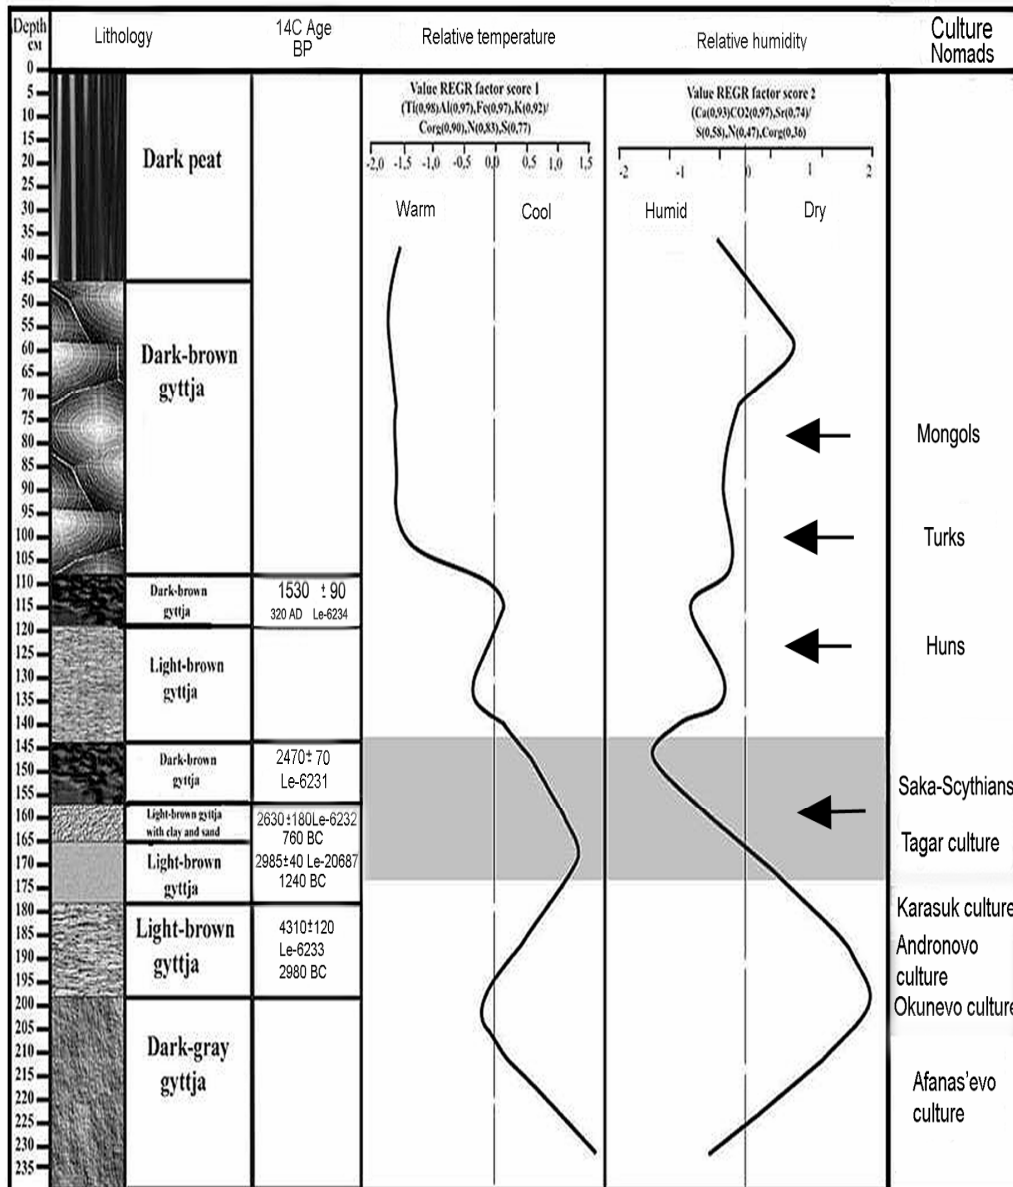 Depth
см
Lithology
14C Age
BP
Relative temperature
Relative humidity
Culture
Nomads
0
5
10
15
20
25
30
35
40
45
50
55
60
65
70
75
80
85
90
95
100
105
110
115
120
125
130
135
140
145
150
155
160
165
170
175
180
185
190
195
200
205
210
215
220
225
230
235
Dark peat
Dark-brown
gyttja
Dark-brown
gyttja
Light-brown
gyttja
Dark-brown
gyttja
Light-brown gyttja
with clay and sand
Light-brown
gyttja
Light-brown
gyttja
Dark-gray
gyttja
1530 ± 90
320 AD Le-6234
2470± 70
Le-6231
2630 ±180Le-6232
760 BC
2985±40 Le-20687
1240 BC
4310±120
Le-6233
2980 BC
Value REGR factor score 1
(Ti(0,98)Al(0,97),Fe(0,97),K(0,92)/
Corg(0,90),N(0,83),S(0,77)
-2,0 -1,5 -0,5 0,0 0,5 1,0 1,5
Warm Cool
Value REGR factor score 2
(Ca(0,93)CO2(0,97),Sr(0,74)/
S(0,58),N(0,47),Corg(0,36)
-2 -1 0 1 2
Humid Dry
Mongols
Turks
Huns
Saka-Scythians
Tagar culture
Karasuk culture
Andronovo
culture
Okunevo culture
Afanas'evo
culture